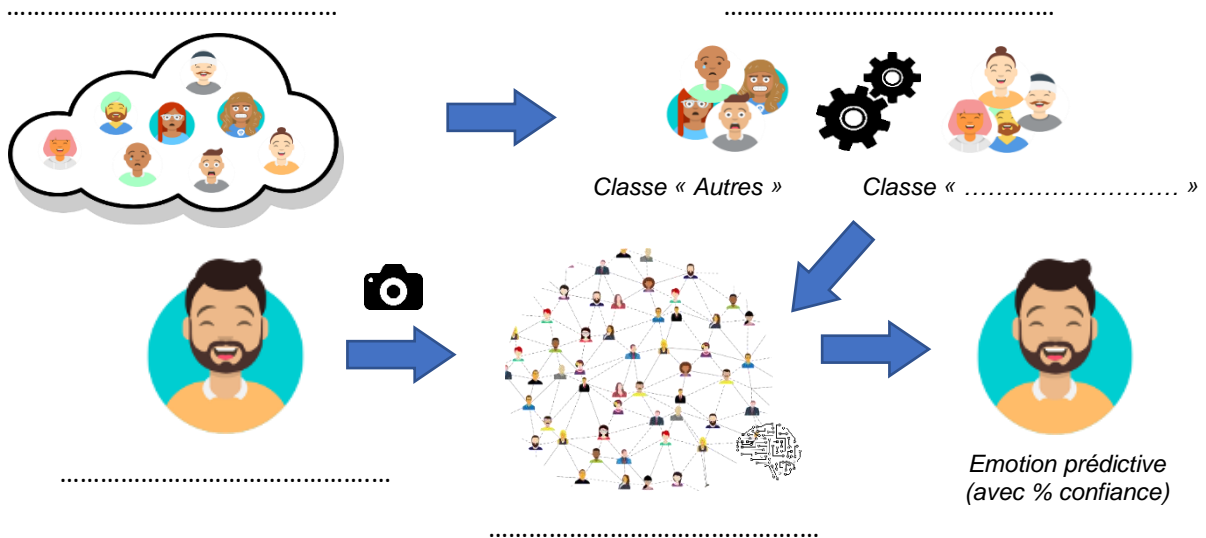 …………………………………………… ……………………………………………
Classe « Autres » Classe « ……………………… »
……………………………………………
Emotion prédictive
(avec % confiance)
……………………………………………